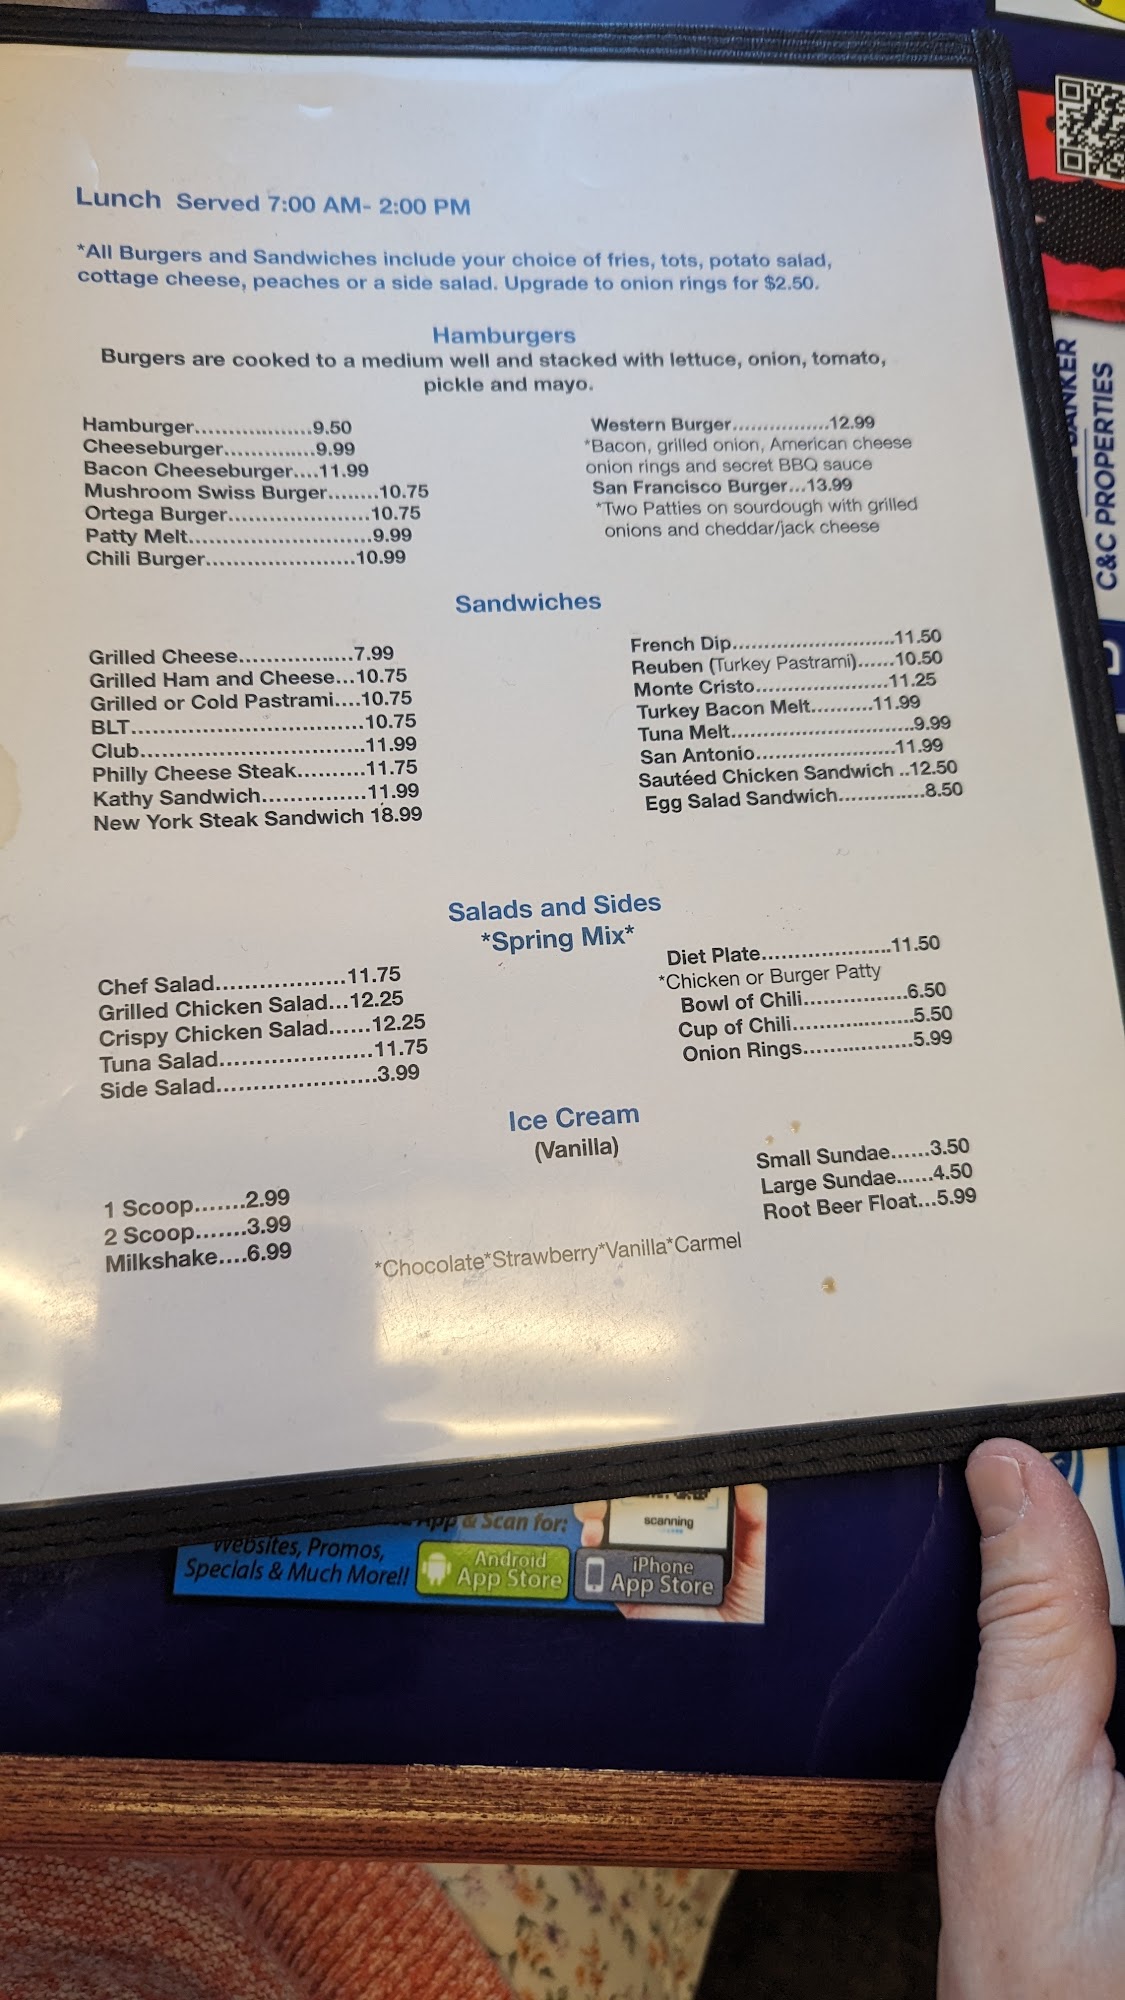 Lunch Served 7:00 AM- 2:00 PM
*All Burgers and Sandwiches include your choice of fries, tots, potato salad,
cottage cheese, peaches or a side salad. Upgrade to onion rings for $2.50.
Hamburgers
Burgers are cooked to a medium well and stacked with lettuce, onion, tomato,
pickle and mayo.
Hamburger..................9.50
Cheeseburger..............9.99
Bacon Cheeseburger....11.99
Mushroom Swiss Burger........10.75
Ortega Burger......................10.75
Patty Melt............................9.99
Chili Burger.......................10.99
Western Burger.................12.99
*Bacon, grilled onion, American cheese
onion rings and secret BBQ sauce
San Francisco Burger...13.99
*Two Patties on sourdough with grilled
onions and cheddar/jack cheese
Sandwiches
Grilled Cheese..................7.99
Grilled Ham and Cheese...10.75
Grilled or Cold Pastrami....10.75
BLT....................................10.75
Club...................................11.99
Philly Cheese Steak..........11.75
Kathy Sandwich................11.99
New York Steak Sandwich 18.99
French Dip.........................11.50
Reuben (Turkey Pastrami)......10.50
Monte Cristo.....................11.25
Turkey Bacon Melt..........11.99
Tuna Melt............................9.99
San Antonio......................11.99
Sautéed Chicken Sandwich ..12.50
Egg Salad Sandwich..............8.50
Salads and Sides
*Spring Mix*
Chef Salad....................11.75
Grilled Chicken Salad...12.25
Crispy Chicken Salad......12.25
Tuna Salad.......................11.75
Side Salad.........................3.99
Diet Plate....................11.50
*Chicken or Burger Patty
Bowl of Chili................6.50
Cup of Chili...................5.50
Onion Rings.................5.99
Ice Cream
(Vanilla)
1 Scoop.......2.99
2 Scoop.......3.99
Milkshake....6.99
Small Sundae......3.50
Large Sundae......4.50
Root Beer Float...5.99
*Chocolate*Strawberry*Vanilla*Carmel
C&C PROPERTIES
App & Scan for:
Websites, Promos,
Specials & Much More!!
Android
App Store
scanning
iPhone
App Store